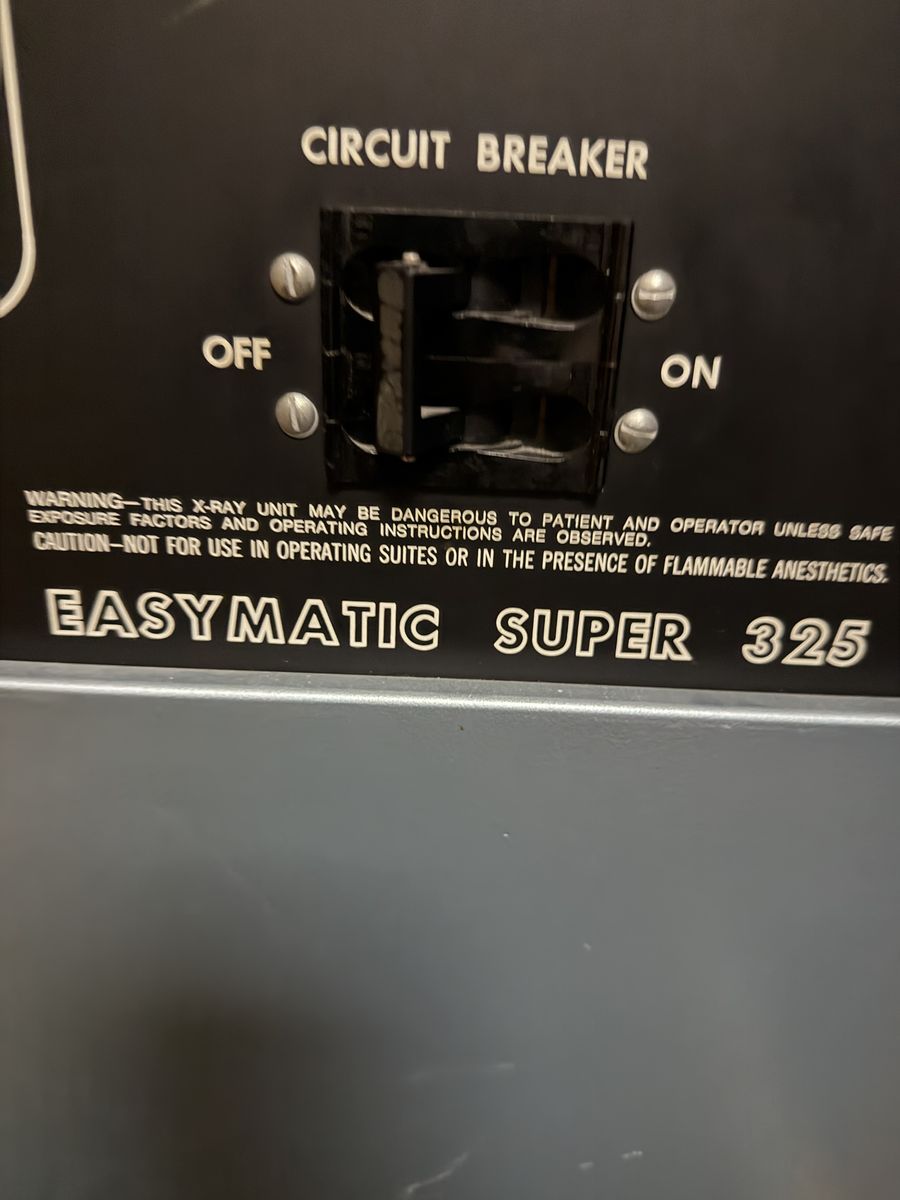 CIRCUIT BREAKER
OFF
ON
WARNING—THIS X-RAY UNIT MAY BE DANGEROUS TO PATIENT AND OPERATOR UNLESS SAFE
EXPOSURE FACTORS AND OPERATING INSTRUCTIONS ARE OBSERVED.
CAUTION—NOT FOR USE IN OPERATING SUITES OR IN THE PRESENCE OF FLAMMABLE ANESTHETICS.
EASYMATIC SUPER 325